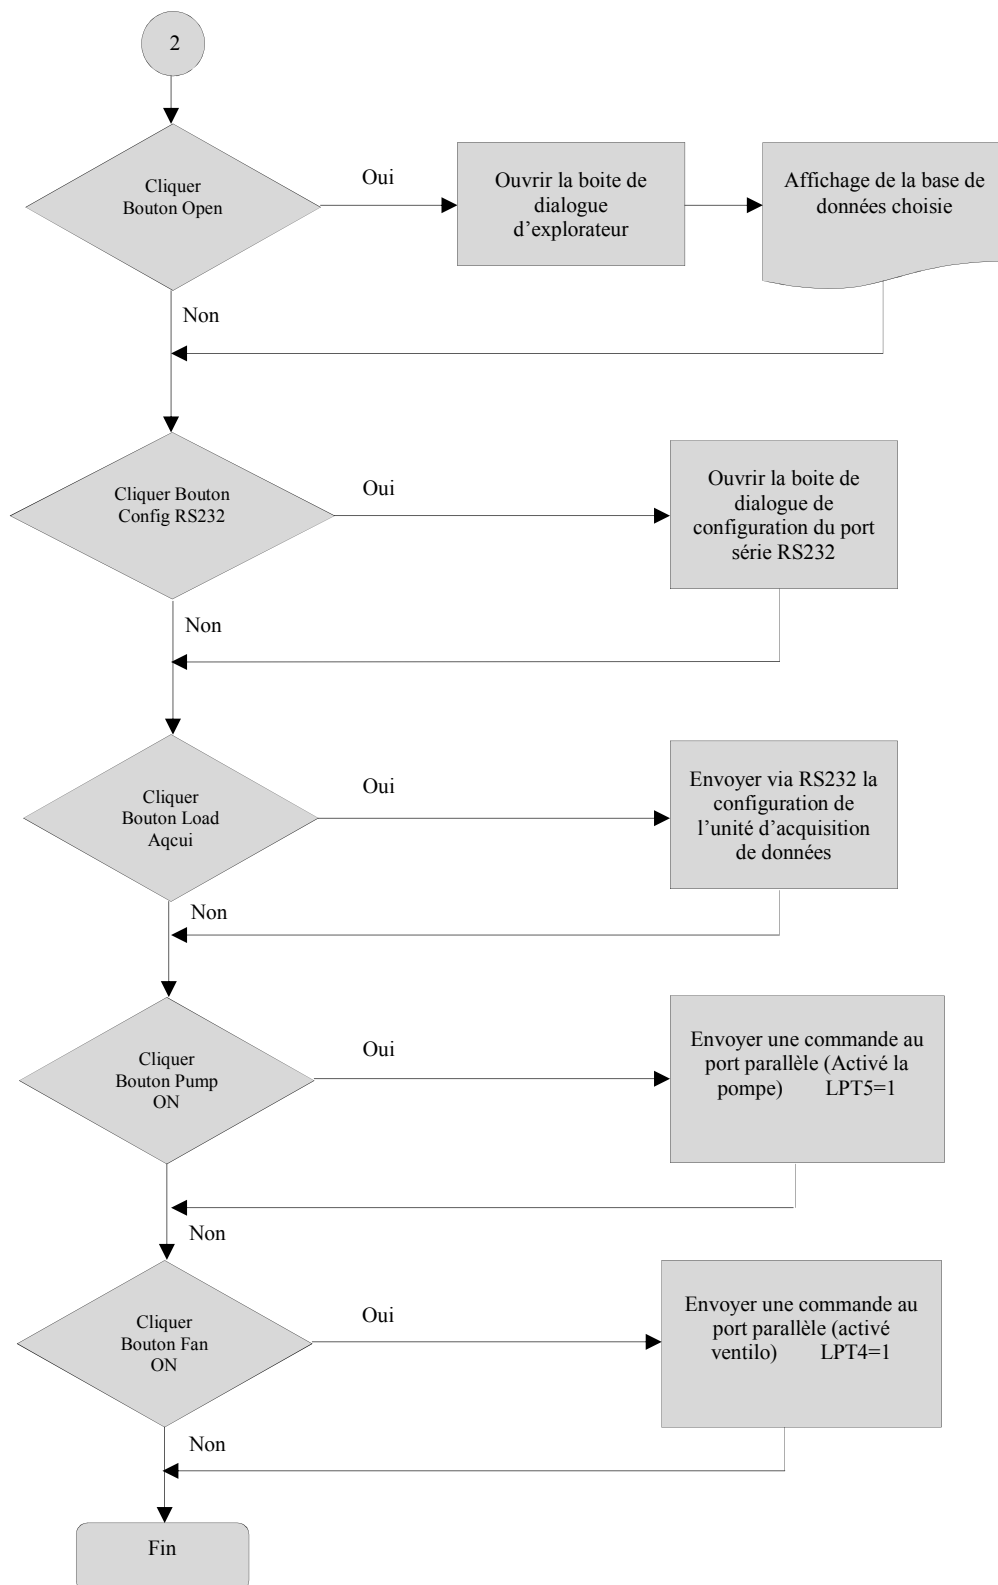 2
Cliquer
Bouton Open
Oui
Ouvrir la boite de
dialogue
d’explorateur
Affichage de la base de
données choisie
Non
Cliquer Bouton
Config RS232
Oui
Ouvrir la boite de
dialogue de
configuration du port
série RS232
Non
Cliquer
Bouton Load
Aqcui
Oui
Envoyer via RS232 la
configuration de
l’unité d’acquisition
de données
Non
Cliquer
Bouton Pump
ON
Oui
Envoyer une commande au
port parallèle (Activé la
pompe) LPT5=1
Non
Cliquer
Bouton Fan
ON
Oui
Envoyer une commande au
port parallèle (activé
ventilo) LPT4=1
Non
Fin